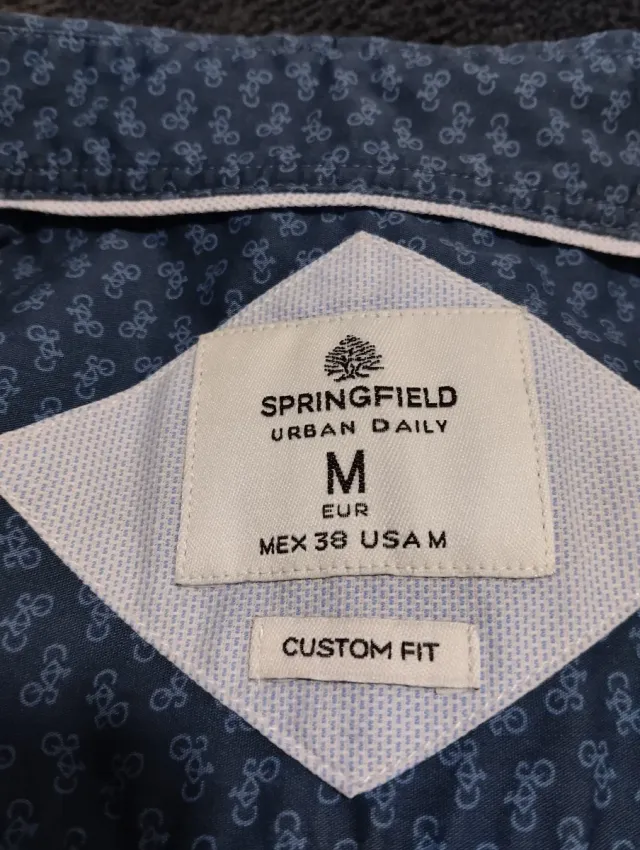 SPRINGFIELD
URBAN DAILY
M
EUR
MEX 38 USA M
CUSTOM FIT